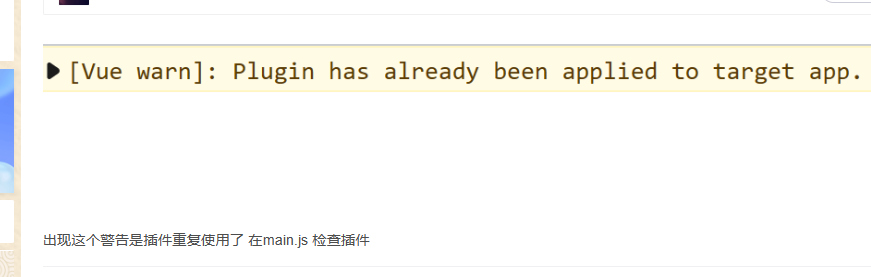 [Vue warn]: Plugin has already been applied to target app.
出现这个警告是插件重复使用了 在main.js 检查插件